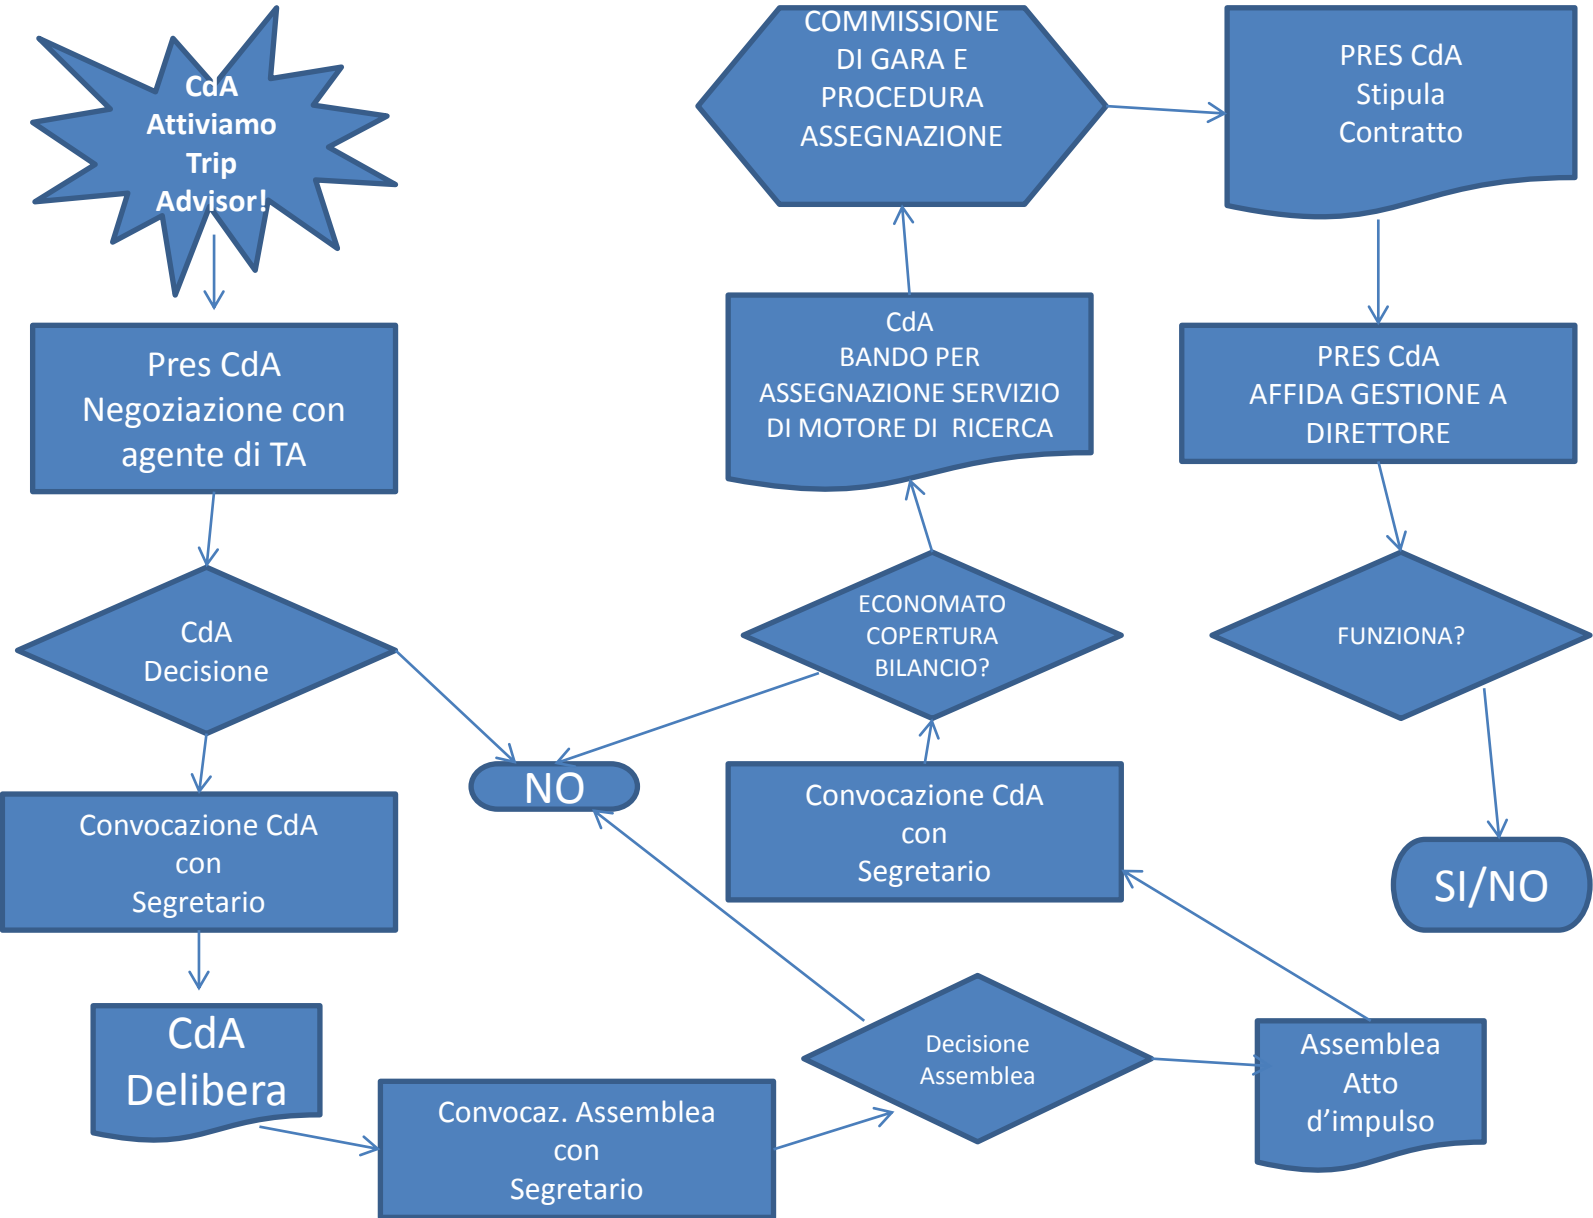 CdA
Attiviamo
Trip
Advisor!
Pres CdA
Negoziazione con
agente di TA
CdA
Decisione
Convocazione CdA
con
Segretario
CdA
Delibera
Convocaz. Assemblea
con
Segretario
Decisione
Assemblea
NO
Assemblea
Atto
d’impulso
Convocazione CdA
con
Segretario
ECONOMATO
COPERTURA
BILANCIO?
CdA
BANDO PER
ASSEGNAZIONE SERVIZIO
DI MOTORE DI RICERCA
COMMISSIONE
DI GARA E
PROCEDURA
ASSEGNAZIONE
PRES CdA
Stipula
Contratto
PRES CdA
AFFIDA GESTIONE A
DIRETTORE
FUNZIONA?
SI/NO